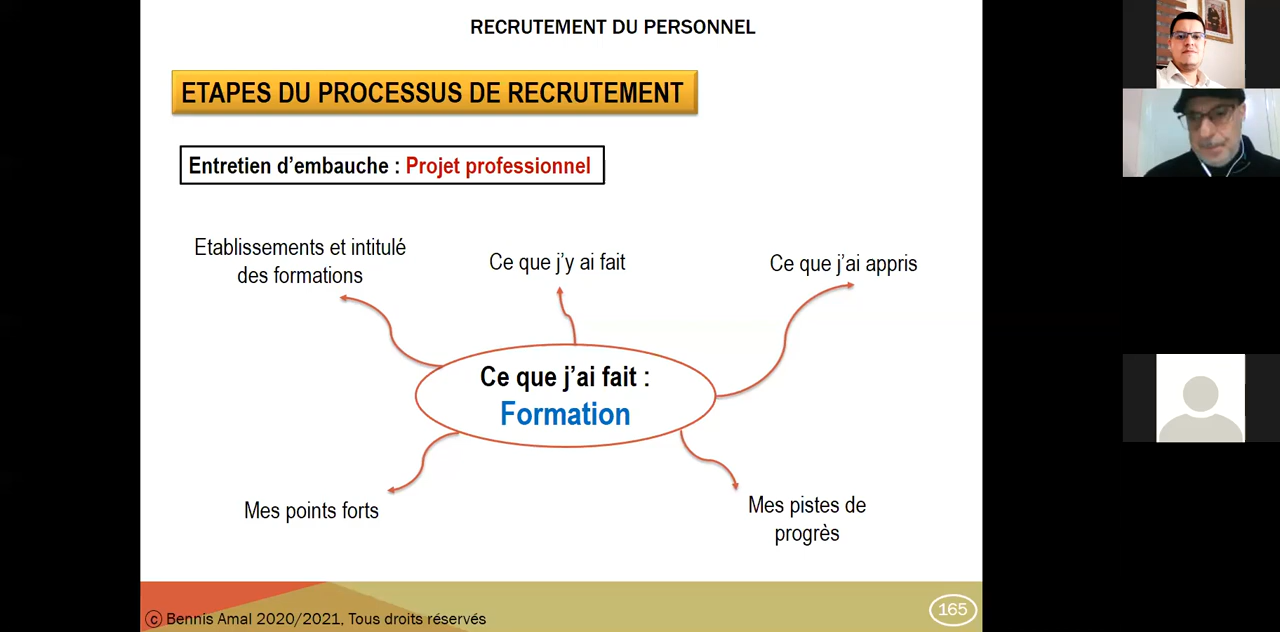 RECRUTEMENT DU PERSONNEL
ETAPES DU PROCESSUS DE RECRUTEMENT
Entretien d’embauche : Projet professionnel
Etablissements et intitulé
des formations
Ce que j’y ai fait
Ce que j’ai appris
Ce que j’ai fait :
Formation
Mes points forts
Mes pistes de
progrès
© Bennis Amal 2020/2021, Tous droits réservés
165